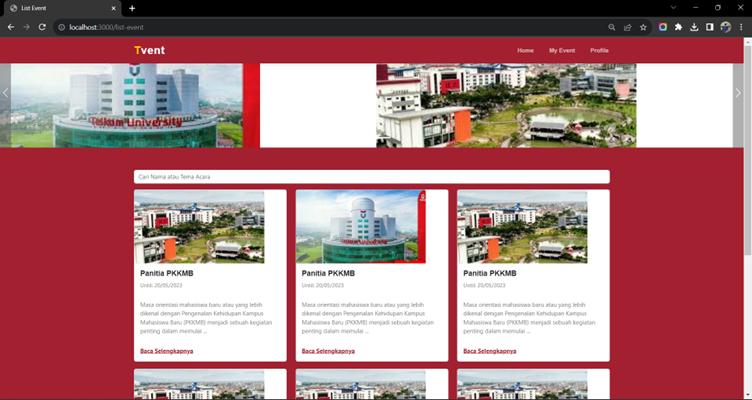 List Event
localhost:3000/list-event
Tvent
Home
My Event
Profile
Telkom University
Cari Nama atau Tema Acara
Panitia PKKMB
Until: 20/05/2023
Masa orientasi mahasiswa baru atau yang lebih
dikenal dengan Pengenalan Kehidupan Kampus
Mahasiswa Baru (PKKMB) menjadi sebuah kegiatan
penting dalam memulai ...
Baca Selengkapnya
Panitia PKKMB
Until: 20/05/2023
Masa orientasi mahasiswa baru atau yang lebih
dikenal dengan Pengenalan Kehidupan Kampus
Mahasiswa Baru (PKKMB) menjadi sebuah kegiatan
penting dalam memulai ...
Baca Selengkapnya
Panitia PKKMB
Until: 20/05/2023
Masa orientasi mahasiswa baru atau yang lebih
dikenal dengan Pengenalan Kehidupan Kampus
Mahasiswa Baru (PKKMB) menjadi sebuah kegiatan
penting dalam memulai ...
Baca Selengkapnya